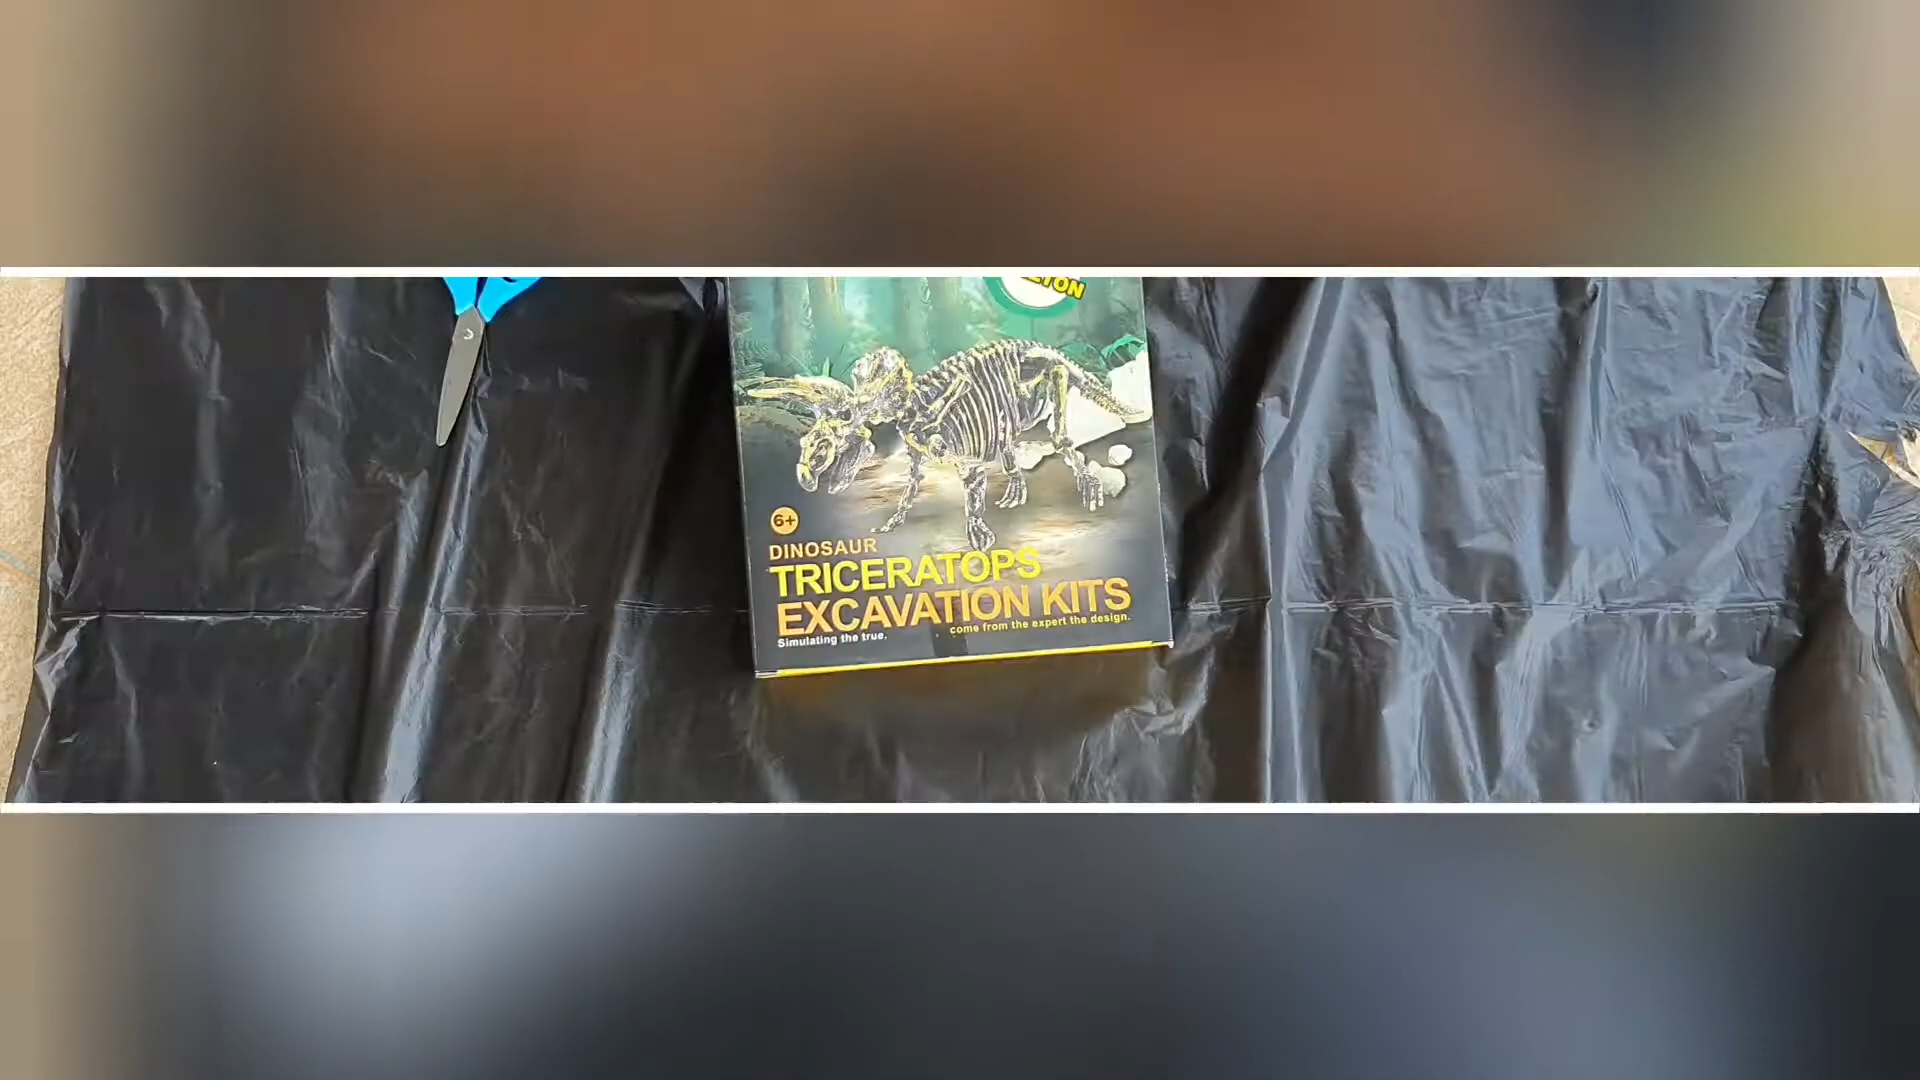 6+
DINOSAUR
TRICERATOPS
EXCAVATION KITS
Simulating the true. come from the expert the design.